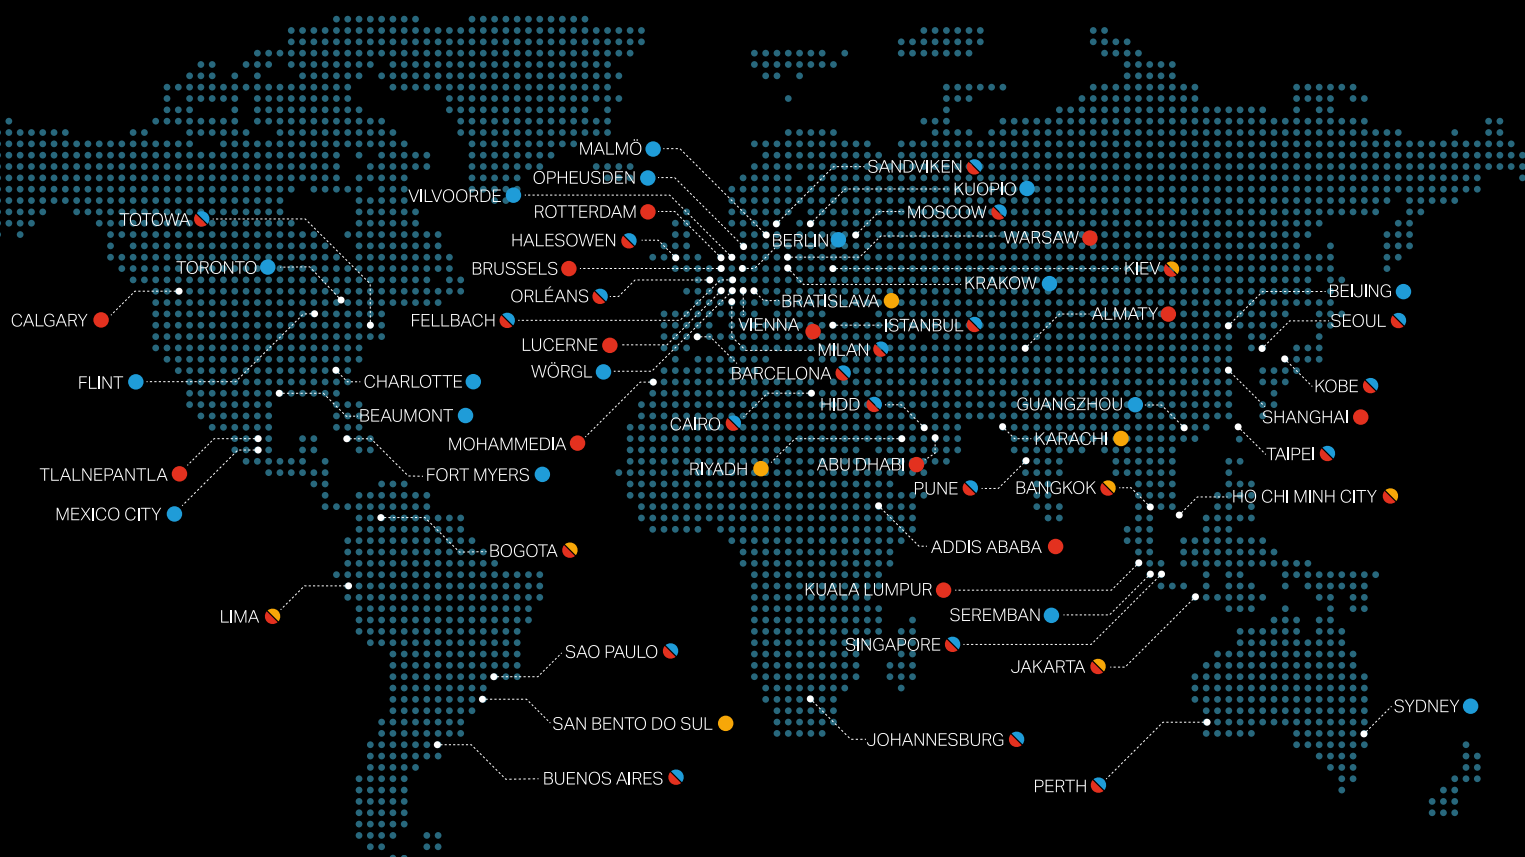 MALMÖ
SANDVIKEN
OPHEUSDEN
KUOPIO
VILVOORDE
ROTTERDAM
MOSCOW
TOTOWA
HALESOWEN
BERLIN
WARSAW
TORONTO
BRUSSELS
KIEV
KRAKOW
BEIJING
ORLÉANS
BRATISLAVA
CALGARY
FELLBACH
VIENNA
ISTANBUL
ALMATY
SEOUL
LUCERNE
MILAN
WÖRGL
BARCELONA
FLINT
CHARLOTTE
KOBE
HIDD
GUANGZHOU
BEAUMONT
SHANGHAI
CAIRO
MOHAMMEDIA
KARACHI
TAIPEI
TLALNEPANTLA
FORT MYERS
RIYADH
ABU DHABI
PUNE
BANGKOK
HO CHI MINH CITY
MEXICO CITY
BOGOTA
ADDIS ABABA
KUALA LUMPUR
LIMA
SEREMBAN
SAO PAULO
SINGAPORE
JAKARTA
SYDNEY
SAN BENTO DO SUL
JOHANNESBURG
BUENOS AIRES
PERTH